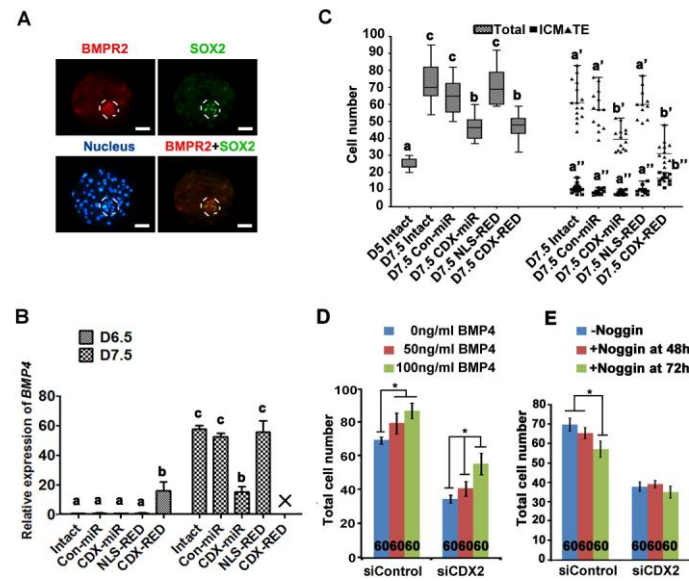 A
BMPR2
SOX2
Nucleus
BMPR2+SOX2
B
D6.5
D7.5
Relative expression of BMP4
50
40
30
20
10
0
a a a a b c c b c
Intact
Con-miR
CDX-miR
NLS-RED
CDX-RED
Intact
Con-miR
CDX-miR
NLS-RED
CDX-RED
C
Total ICM TE
Cell number
100
90
80
70
60
50
40
30
20
10
0
a c c b c b
a' a' b' a' b'
a'' a'' a'' a'' b''
D5 Intact
D7.5 Intact
D7.5 Con-miR
D7.5 CDX-miR
D7.5 NLS-RED
D7.5 CDX-RED
D7.5 Intact
D7.5 Con-miR
D7.5 CDX-miR
D7.5 NLS-RED
D7.5 CDX-RED
D
0ng/ml BMP4
50ng/ml BMP4
100ng/ml BMP4
Total cell number
100
80
60
40
20
0
* *
60 60 60 60 60 60
siControl siCDX2
E
-Noggin
+Noggin at 48h
+Noggin at 72h
Total cell number
80
70
60
50
40
30
20
10
0
*
60 60 60 60 60 60
siControl siCDX2